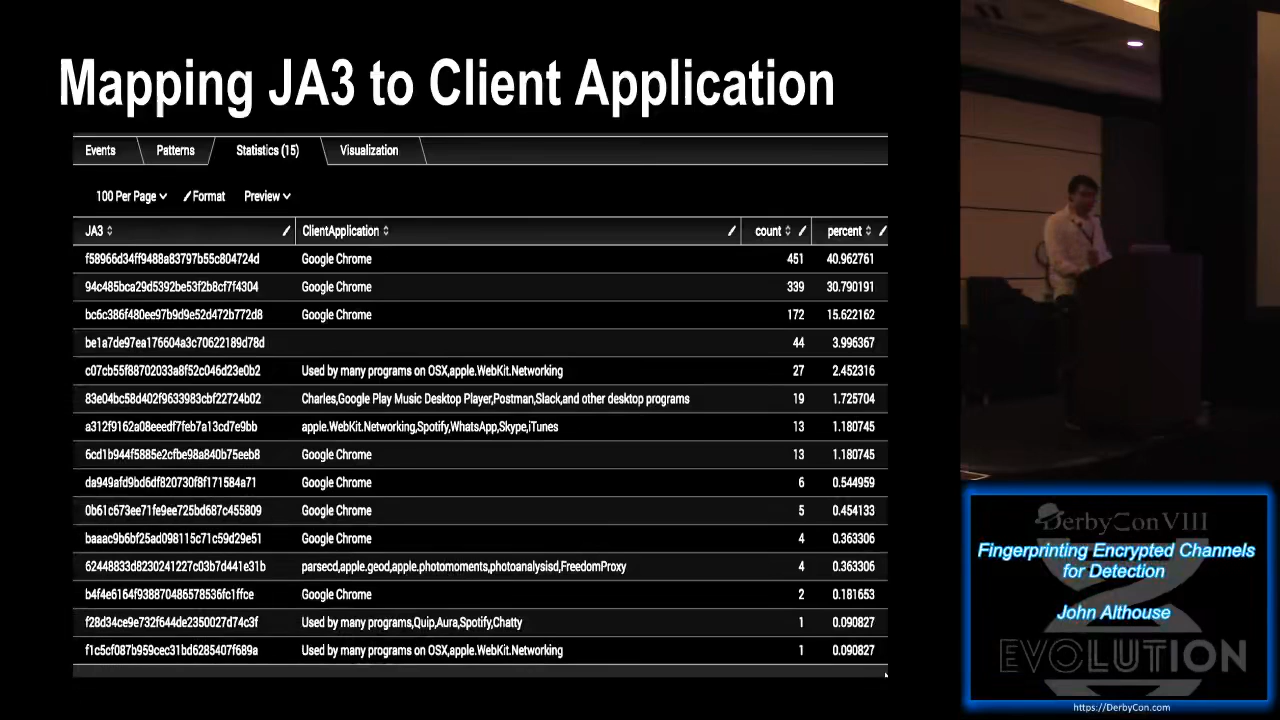 Mapping JA3 to Client Application
Events Patterns Statistics (15) Visualization
100 Per Page Format Preview
JA3 ClientApplication count percent
f58966d34ff9488a83797b55c804724d Google Chrome 451 40.962761
94c485bca29d5392be53f2b8cf7f4304 Google Chrome 339 30.790191
bc6c386f480ee97b9d9e52d472b772d8 Google Chrome 172 15.622162
be1a7de97ea176604a3c70622189d78d 44 3.996367
c07cb55f88702033a8f52c046d23e0b2 Used by many programs on OSX,apple.WebKit.Networking 27 2.452316
83e04bc58d402f9633983cbf22724b02 Charles,Google Play Music Desktop Player,Postman,Slack,and other desktop programs 19 1.725704
a312f9162a08eeedf7feb7a13cd7e9bb apple.WebKit.Networking,Spotify,WhatsApp,Skype,iTunes 13 1.180745
6cd1b944f5885e2cfbe98a840b75eeb8 Google Chrome 13 1.180745
da949afd9bd6df820730f8f171584a71 Google Chrome 6 0.544959
0b61c673ee71fe9ee725bd687c455809 Google Chrome 5 0.454133
baaac9b6bf25ad098115c71c59d29e51 Google Chrome 4 0.363306
62448833d8230241227c03b7d441e31b parsecd,apple.geod,apple.photomoments,photoanalysisd,FreedomProxy 4 0.363306
b4f4e6164f938870486578536fc1ffce Google Chrome 2 0.181653
f28d34ce9e732f644de2350027d74c3f Used by many programs,Quip,Aura,Spotify,Chatty 1 0.090827
f1c5cf087b959cec31bd6285407f689a Used by many programs on OSX,apple.WebKit.Networking 1 0.090827
DerbyCon VIII
Fingerprinting Encrypted Channels
for Detection
John Althouse
EVOLUTION
https://DerbyCon.com